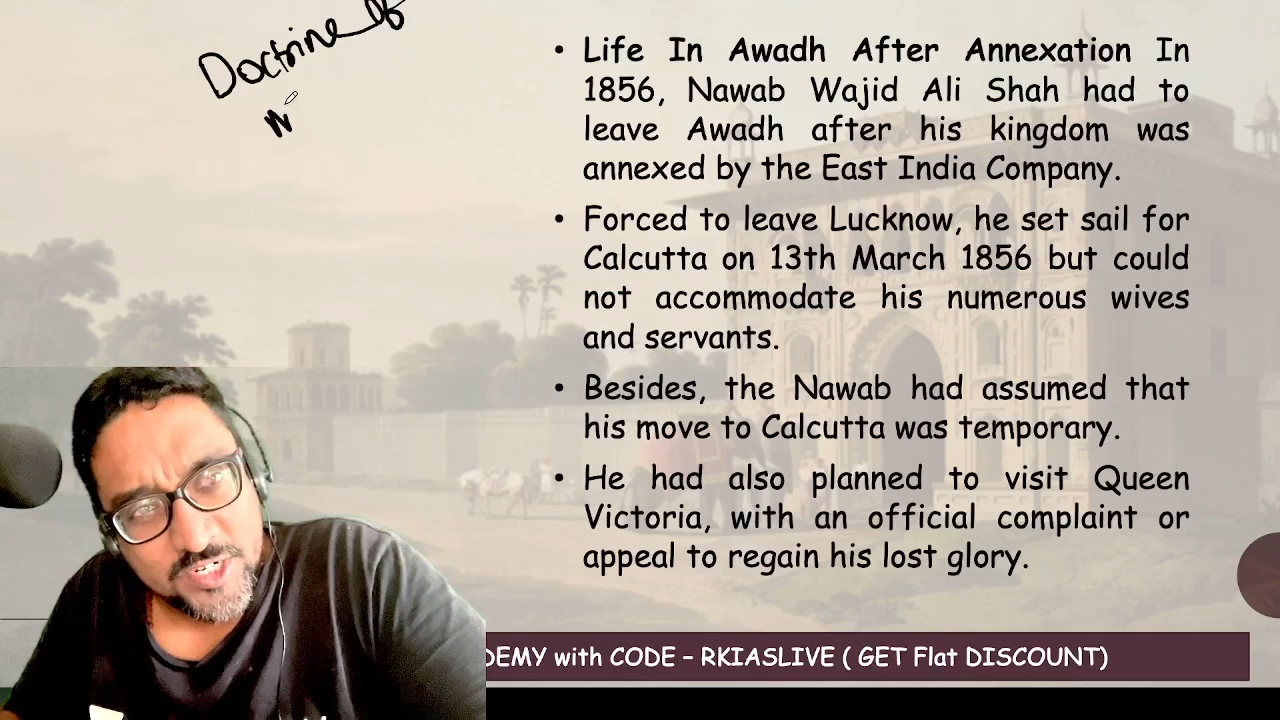 Doctrine of
• Life In Awadh After Annexation In
1856, Nawab Wajid Ali Shah had to
leave Awadh after his kingdom was
annexed by the East India Company.
• Forced to leave Lucknow, he set sail for
Calcutta on 13th March 1856 but could
not accommodate his numerous wives
and servants.
• Besides, the Nawab had assumed that
his move to Calcutta was temporary.
• He had also planned to visit Queen
Victoria, with an official complaint or
appeal to regain his lost glory.
DEMY with CODE – RKIASLIVE ( GET Flat DISCOUNT)